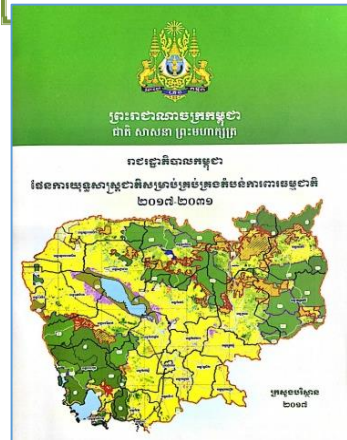 ព្រះរាជាណាចក្រកម្ពុជា
ជាតិ សាសនា ព្រះមហាក្សត្រ
រាជរដ្ឋាភិបាលកម្ពុជា
ផែនការយុទ្ធសាស្ត្រជាតិសម្រាប់គ្រប់គ្រងតំបន់ការពារធម្មជាតិ
២០១៧-២០៣១
ក្រសួងបរិស្ថាន
២០១៧